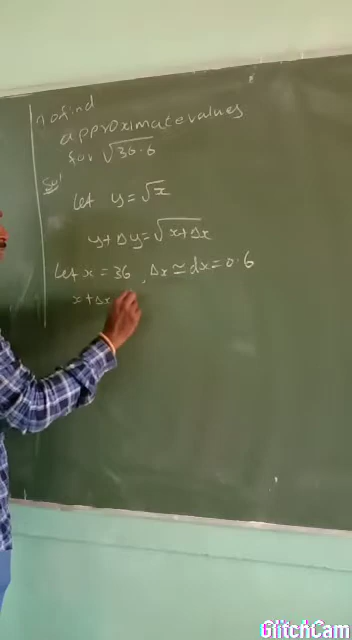 1) find
approximate values
for √36.6
Sol
Let y = √x
y + Δy = √x + Δx
Let x = 36, Δx ≃ dx = 0.6
x + Δx
GlitchCam